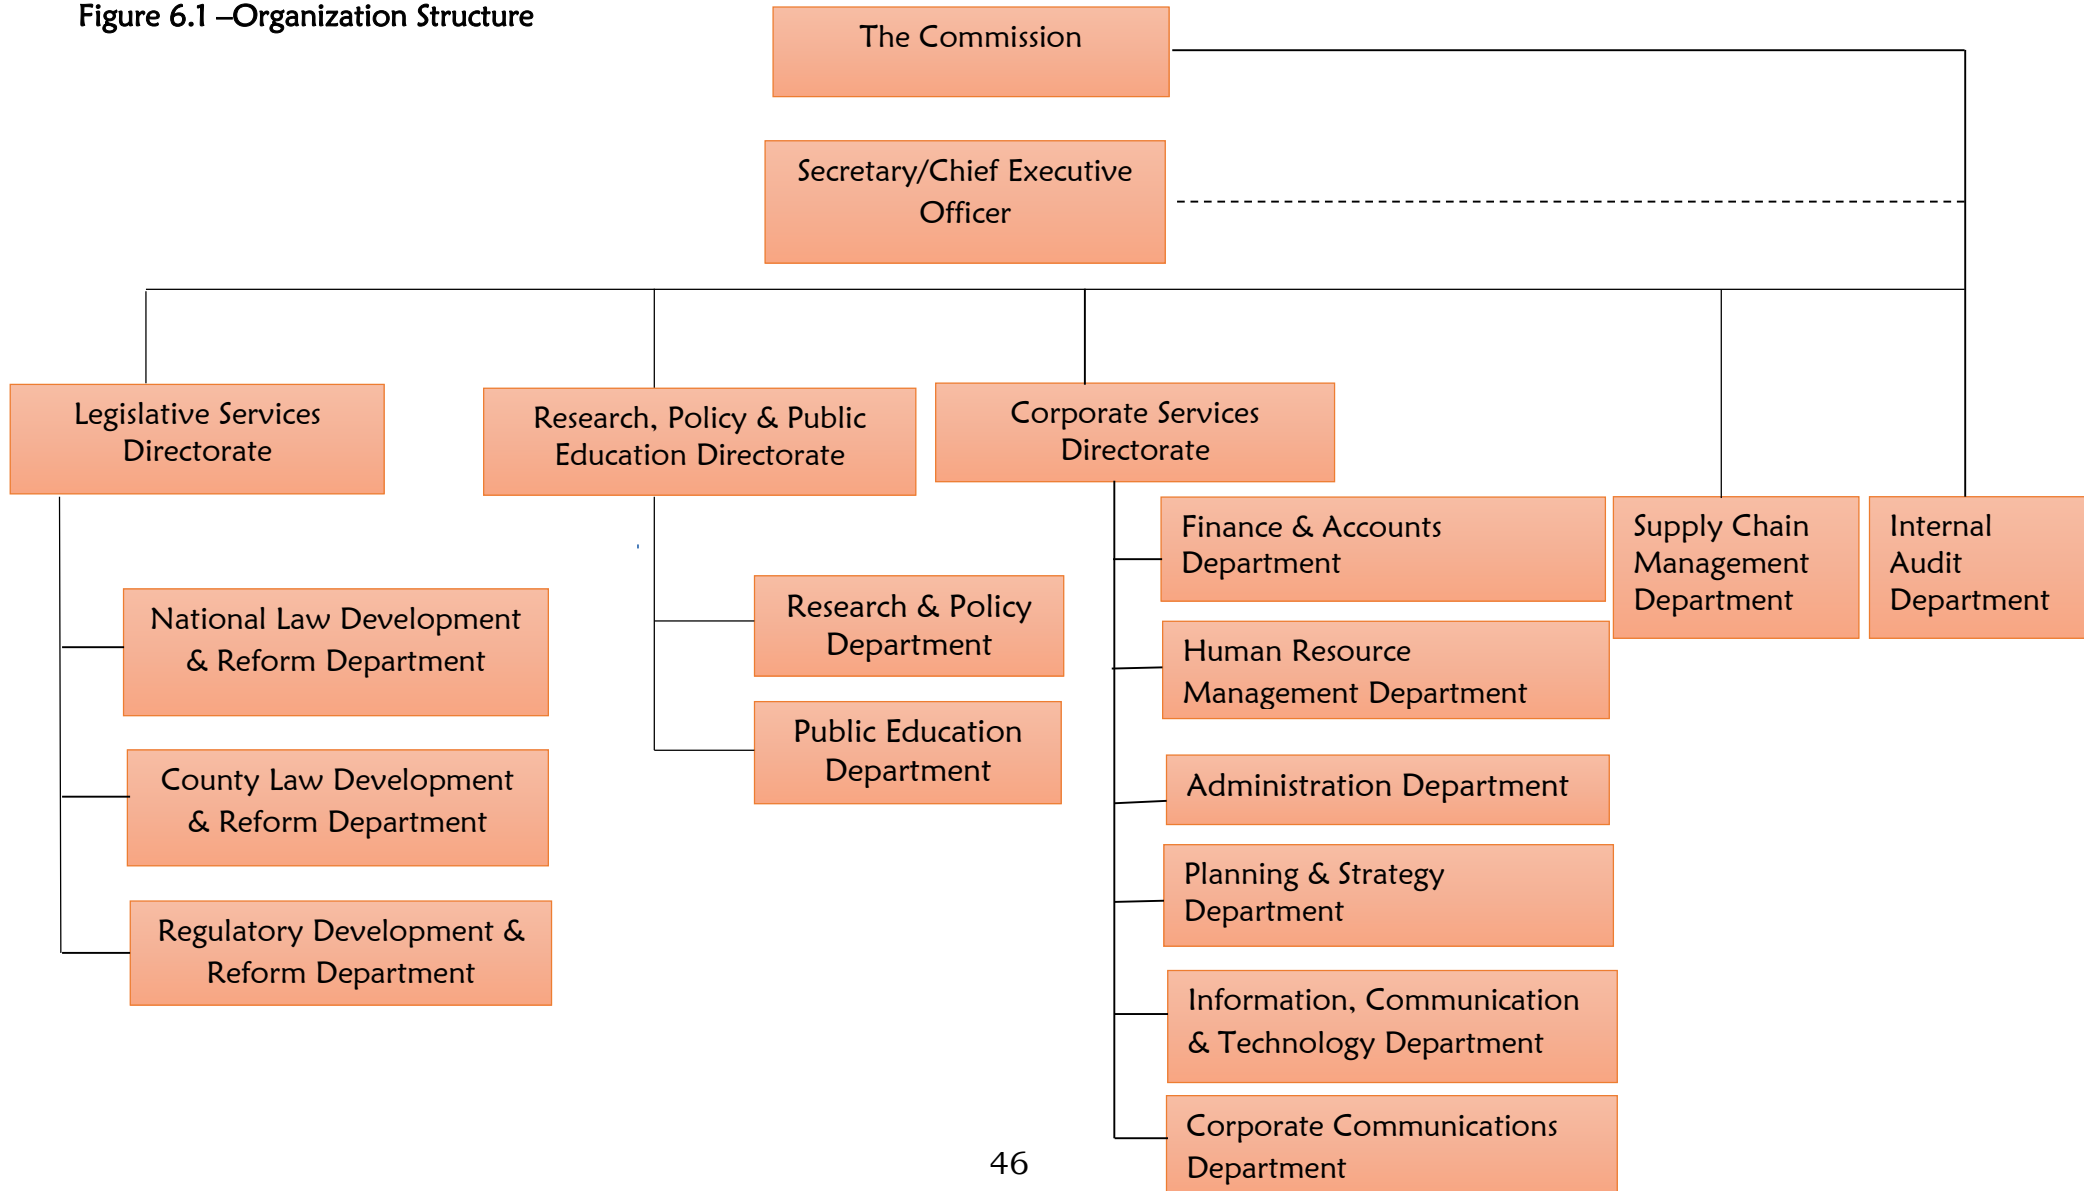 Figure 6.1 –Organization Structure
The Commission
Secretary/Chief Executive
Officer
Legislative Services
Directorate
Research, Policy & Public
Education Directorate
Corporate Services
Directorate
National Law Development
& Reform Department
County Law Development
& Reform Department
Regulatory Development &
Reform Department
Research & Policy
Department
Public Education
Department
Finance & Accounts
Department
Human Resource
Management Department
Administration Department
Planning & Strategy
Department
Information, Communication
& Technology Department
Corporate Communications
Department
Supply Chain
Management
Department
Internal
Audit
Department
46